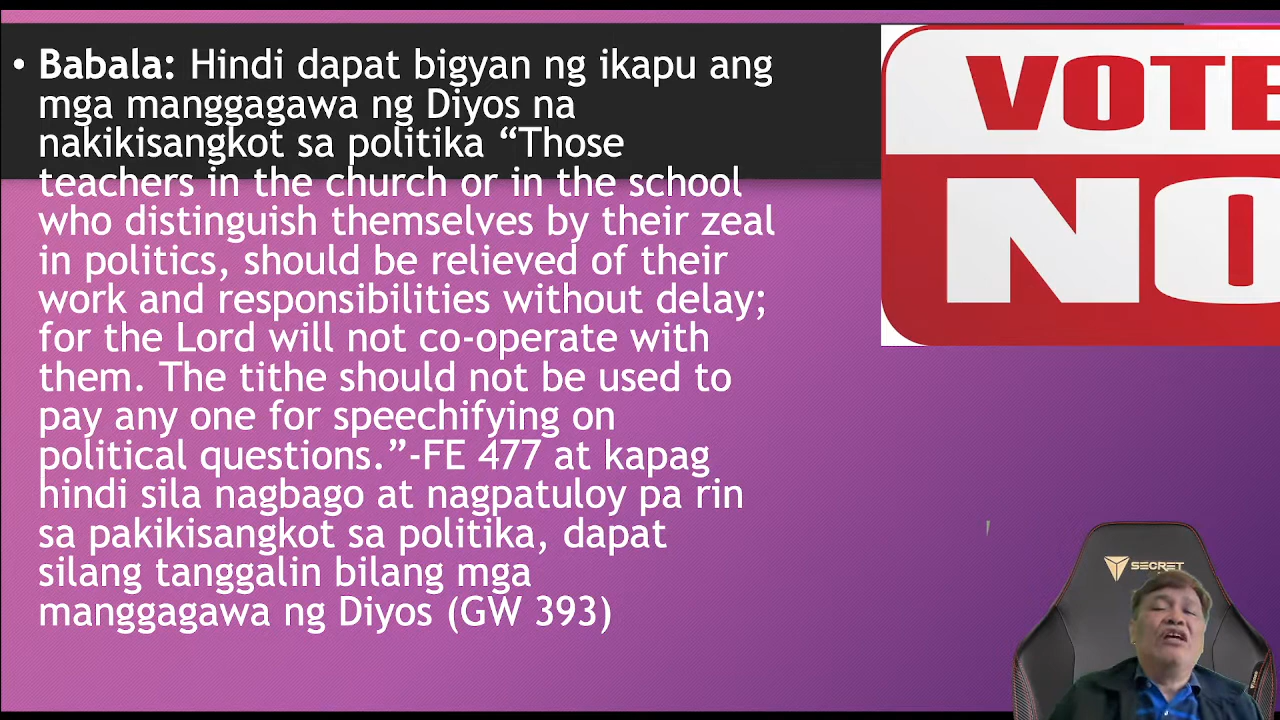 • Babala: Hindi dapat bigyan ng ikapu ang
mga manggagawa ng Diyos na
nakikisangkot sa politika “Those
teachers in the church or in the school
who distinguish themselves by their zeal
in politics, should be relieved of their
work and responsibilities without delay;
for the Lord will not co-operate with
them. The tithe should not be used to
pay any one for speechifying on
political questions.”-FE 477 at kapag
hindi sila nagbago at nagpatuloy pa rin
sa pakikisangkot sa politika, dapat
silang tanggalin bilang mga
manggagawa ng Diyos (GW 393)
VOTE
NO
SECRET